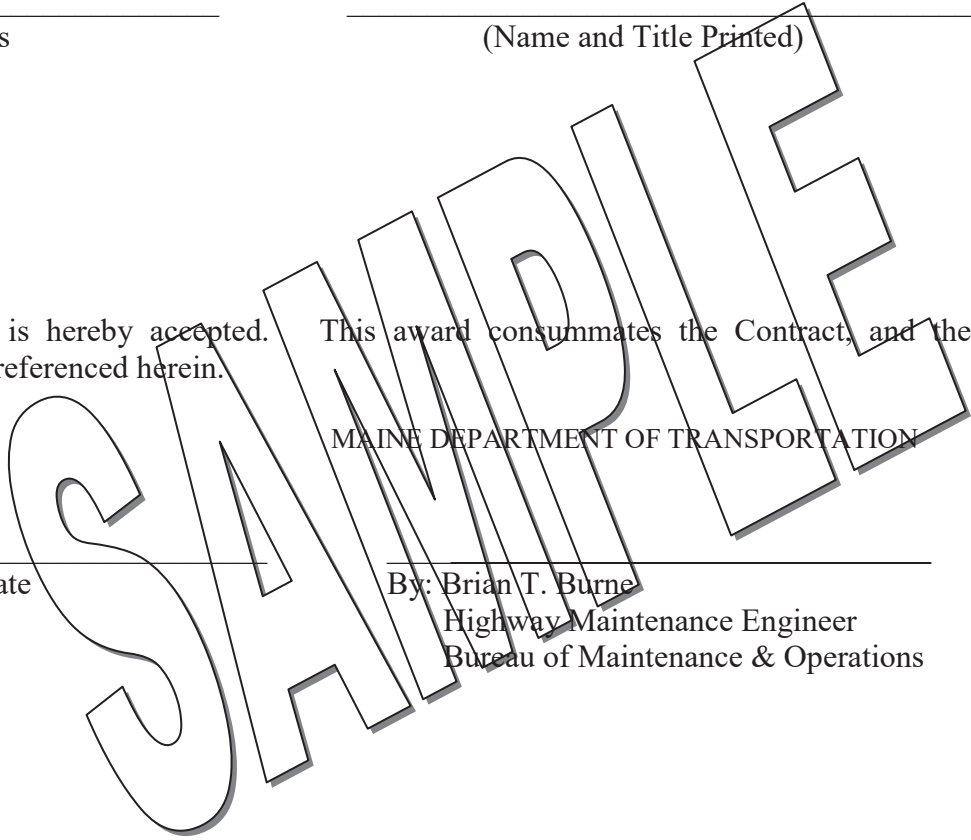 s (Name and Title Printed)
is hereby accepted. This award consummates the Contract, and the
referenced herein.
MAINE DEPARTMENT OF TRANSPORTATION
ate By: Brian T. Burne
Highway Maintenance Engineer
Bureau of Maintenance & Operations
SAMPLE